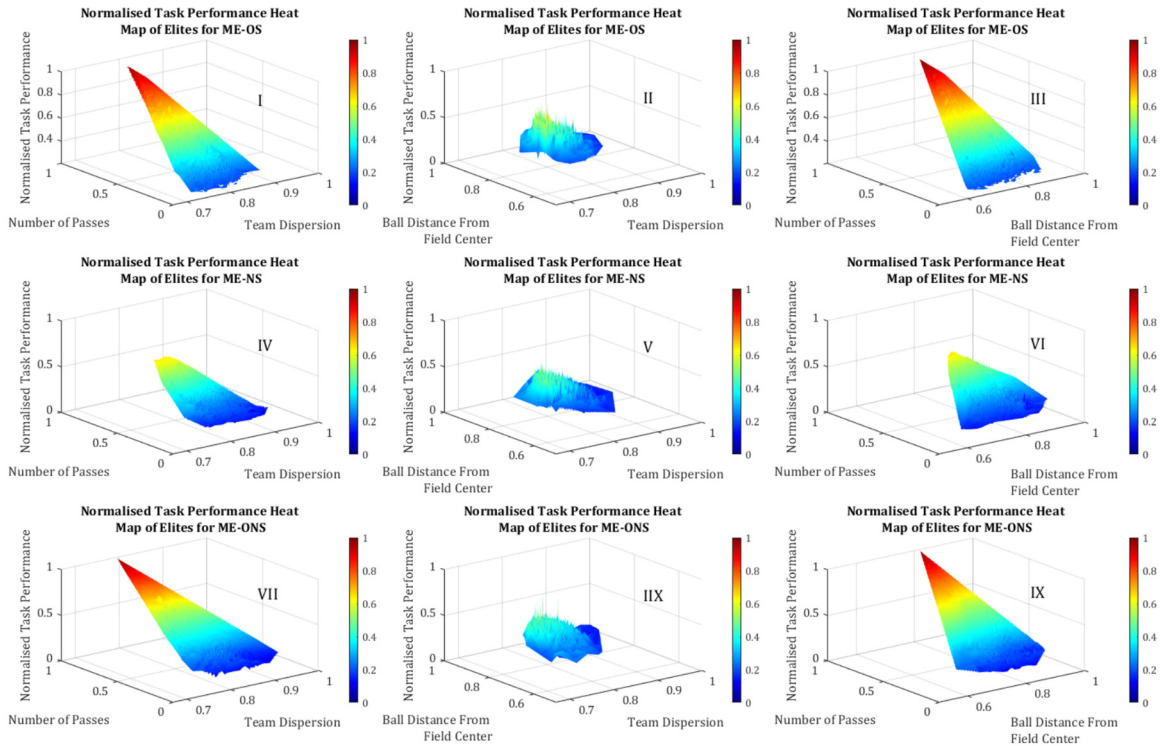 Normalised Task Performance Heat
Map of Elites for ME-OS
Normalised Task Performance
1
0.8
0.6
0.4
1
0.5
0
Number of Passes
0.7
0.8
0.9
1
Team Dispersion
I
1
0.8
0.6
0.4
0.2
0
Normalised Task Performance Heat
Map of Elites for ME-OS
Normalised Task Performance
1
0.5
0
1
0.8
0.6
Ball Distance From
Field Center
0.7
0.8
0.9
1
Team Dispersion
II
1
0.8
0.6
0.4
0.2
0
Normalised Task Performance Heat
Map of Elites for ME-OS
Normalised Task Performance
1
0.8
0.6
0.4
1
0.5
0
Number of Passes
0.6
0.8
1
Ball Distance From
Field Center
III
1
0.8
0.6
0.4
0.2
0
Normalised Task Performance Heat
Map of Elites for ME-NS
Normalised Task Performance
1
0.5
0
1
0.5
0
Number of Passes
0.7
0.8
0.9
1
Team Dispersion
IV
1
0.8
0.6
0.4
0.2
0
Normalised Task Performance Heat
Map of Elites for ME-NS
Normalised Task Performance
1
0.5
0
1
0.8
0.6
Ball Distance From
Field Center
0.7
0.8
0.9
1
Team Dispersion
V
1
0.8
0.6
0.4
0.2
0
Normalised Task Performance Heat
Map of Elites for ME-NS
Normalised Task Performance
1
0.5
0
1
0.5
0
Number of Passes
0.6
0.8
1
Ball Distance From
Field Center
VI
1
0.8
0.6
0.4
0.2
0
Normalised Task Performance Heat
Map of Elites for ME-ONS
Normalised Task Performance
1
0.5
0
1
0.5
0
Number of Passes
0.7
0.8
0.9
1
Team Dispersion
VII
1
0.8
0.6
0.4
0.2
0
Normalised Task Performance Heat
Map of Elites for ME-ONS
Normalised Task Performance
1
0.5
0
1
0.8
0.6
Ball Distance From
Field Center
0.7
0.8
0.9
1
Team Dispersion
IIX
1
0.8
0.6
0.4
0.2
0
Normalised Task Performance Heat
Map of Elites for ME-ONS
Normalised Task Performance
1
0.5
0
1
0.5
0
Number of Passes
0.6
0.8
1
Ball Distance From
Field Center
IX
1
0.8
0.6
0.4
0.2
0